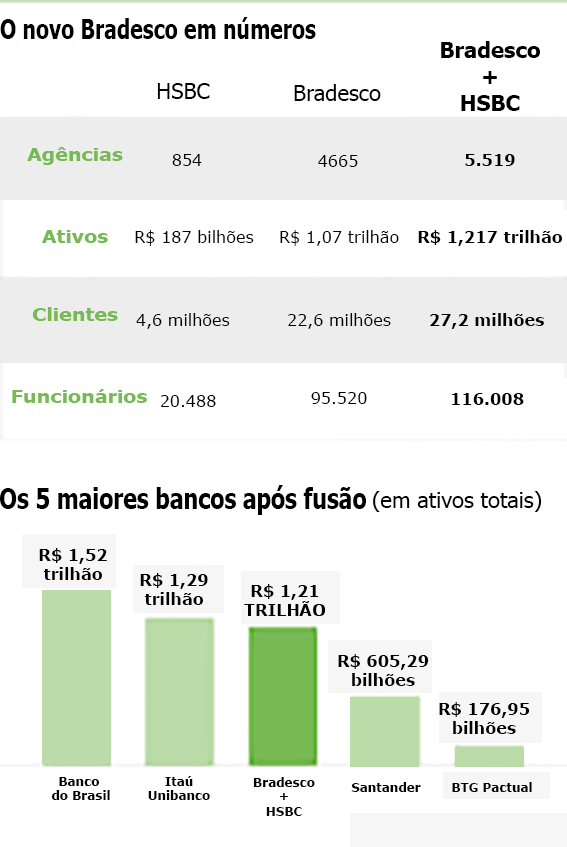 O novo Bradesco em números
HSBC
Bradesco
Bradesco
+
HSBC
Agências 854 4665 5.519
Ativos R$ 187 bilhões R$ 1,07 trilhão R$ 1,217 trilhão
Clientes 4,6 milhões 22,6 milhões 27,2 milhões
Funcionários 20.488 95.520 116.008
Os 5 maiores bancos após fusão (em ativos totais)
R$ 1,52
trilhão
R$ 1,29
trilhão
R$ 1,21
TRILHÃO
R$ 605,29
bilhões
R$ 176,95
bilhões
Banco
do Brasil
Itaú
Unibanco
Bradesco
+
HSBC
Santander
BTG Pactual